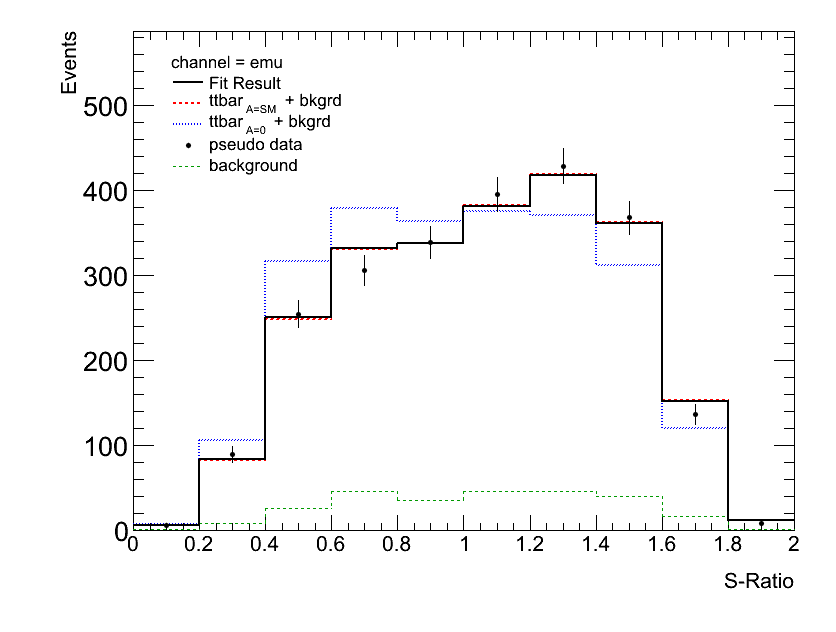 Events
channel = emu
Fit Result
ttbar A=SM + bkgrd
ttbar A=0 + bkgrd
pseudo data
background
500
400
300
200
100
0
0 0.2 0.4 0.6 0.8 1 1.2 1.4 1.6 1.8 2
S-Ratio